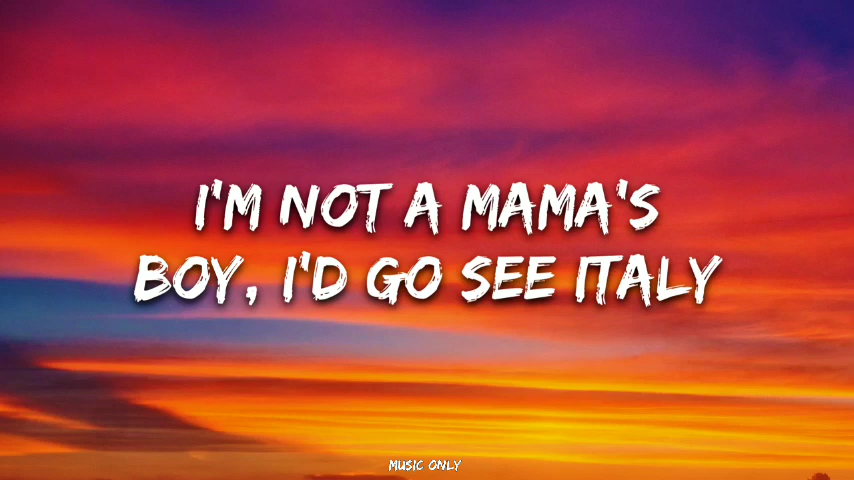 I'M NOT A MAMA'S
BOY, I'D GO SEE ITALY
MUSIC ONLY